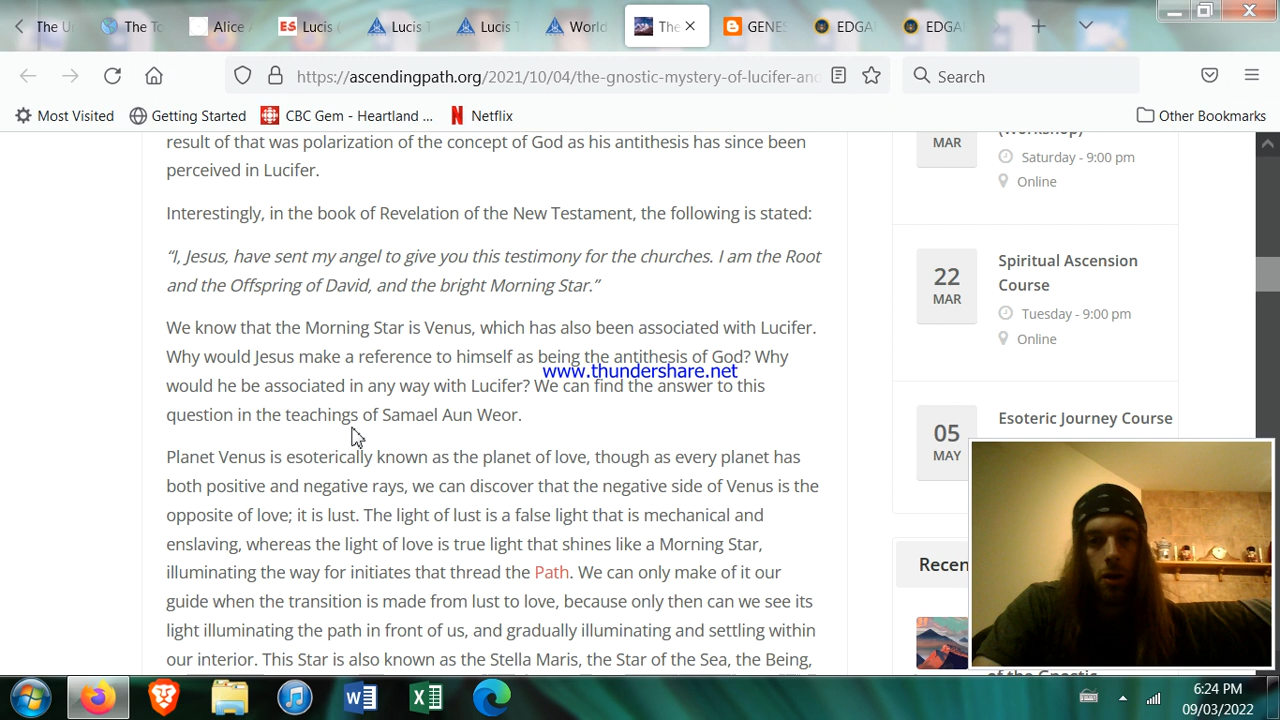 The Ur
The To
Alice A
ES Lucis (
Lucis T
Lucis T
World
The
GENES
EDGA
EDGA
https://ascendingpath.org/2021/10/04/the-gnostic-mystery-of-lucifer-and
Search
Most Visited
Getting Started
CBC Gem - Heartland ...
Netflix
Other Bookmarks
result of that was polarization of the concept of God as his antithesis has since been
perceived in Lucifer.
Interestingly, in the book of Revelation of the New Testament, the following is stated:
“I, Jesus, have sent my angel to give you this testimony for the churches. I am the Root
and the Offspring of David, and the bright Morning Star.”
We know that the Morning Star is Venus, which has also been associated with Lucifer.
Why would Jesus make a reference to himself as being the antithesis of God? Why
www.thundershare.net
would he be associated in any way with Lucifer? We can find the answer to this
question in the teachings of Samael Aun Weor.
Planet Venus is esoterically known as the planet of love, though as every planet has
both positive and negative rays, we can discover that the negative side of Venus is the
opposite of love; it is lust. The light of lust is a false light that is mechanical and
enslaving, whereas the light of love is true light that shines like a Morning Star,
illuminating the way for initiates that thread the Path. We can only make of it our
guide when the transition is made from lust to love, because only then can we see its
light illuminating the path in front of us, and gradually illuminating and settling within
our interior. This Star is also known as the Stella Maris, the Star of the Sea, the Being,
MAR
(Workshop)
Saturday - 9:00 pm
Online
22
MAR
Spiritual Ascension
Course
Tuesday - 9:00 pm
Online
05
MAY
Esoteric Journey Course
Recen
of the Gnostic
6:24 PM
09/03/2022